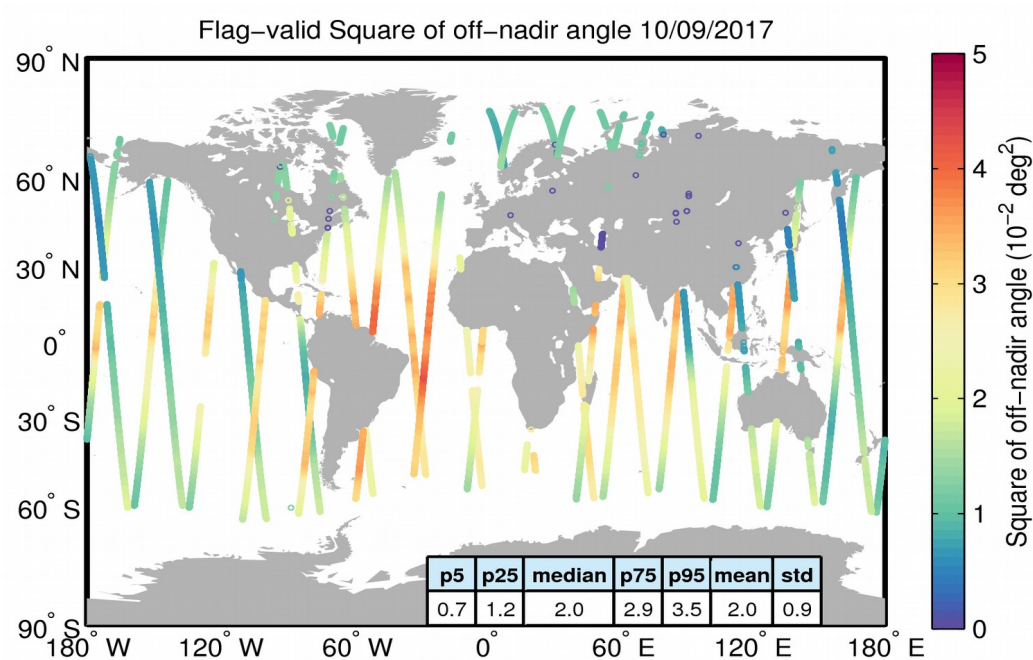 Flag−valid Square of off−nadir angle 10/09/2017
90° N
60° N
30° N
0°
30° S
60° S
90° S
180° W
120° W
60° W
0°
60° E
120° E
180° E
p5 p25 median p75 p95 mean std
0.7 1.2 2.0 2.9 3.5 2.0 0.9
5
4
3
2
1
0
Square of off−nadir angle (10⁻² deg²)